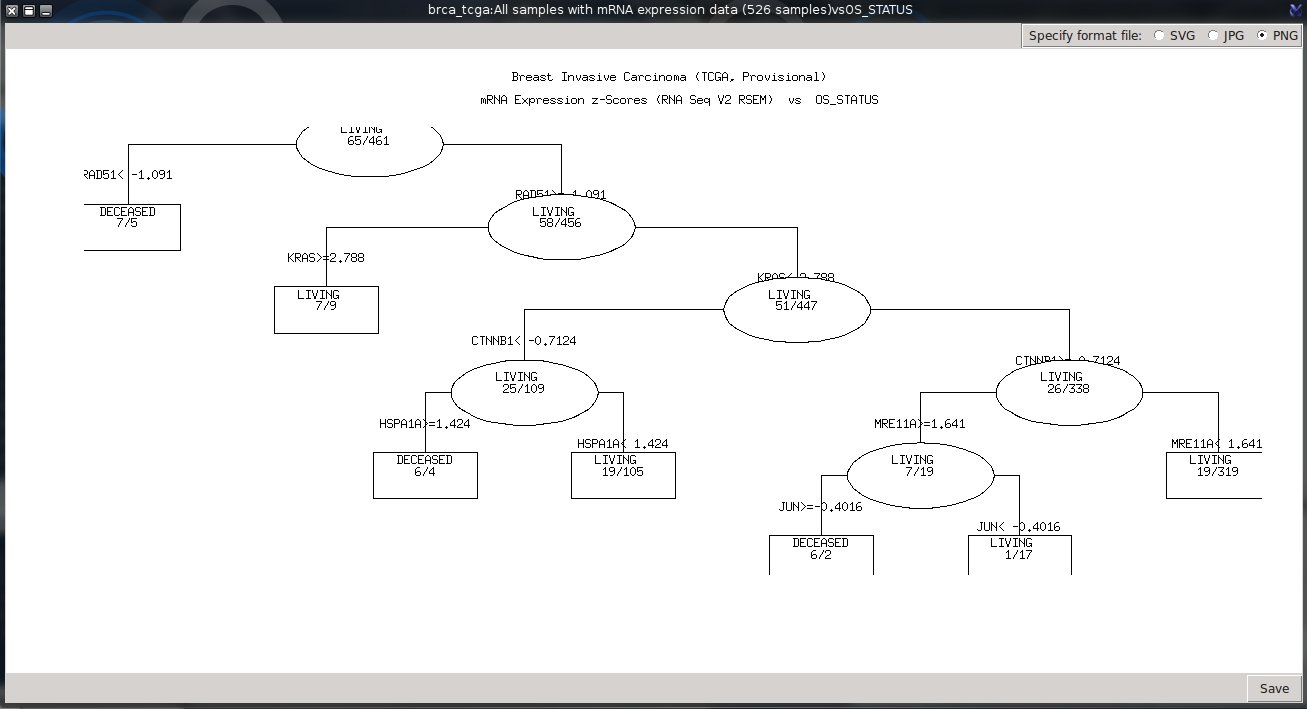 brca_tcga:All samples with mRNA expression data (526 samples)vsOS_STATUS
Specify format file: SVG JPG PNG
Breast Invasive Carcinoma (TCGA, Provisional)
mRNA Expression z-Scores (RNA Seq V2 RSEM) vs OS_STATUS
LIVING
65/461
RAD51< -1.091
DECEASED
7/5
RAD51>=-1.091
LIVING
58/456
KRAS>=2.788
LIVING
7/9
KRAS< 2.788
LIVING
51/447
CTNNB1< -0.7124
LIVING
25/109
CTNNB1>=-0.7124
LIVING
26/338
HSPA1A>=1.424
DECEASED
6/4
HSPA1A< 1.424
LIVING
19/105
MRE11A>=1.641
LIVING
7/19
MRE11A< 1.641
LIVING
19/319
JUN>=-0.4016
DECEASED
6/2
JUN< -0.4016
LIVING
1/17
Save